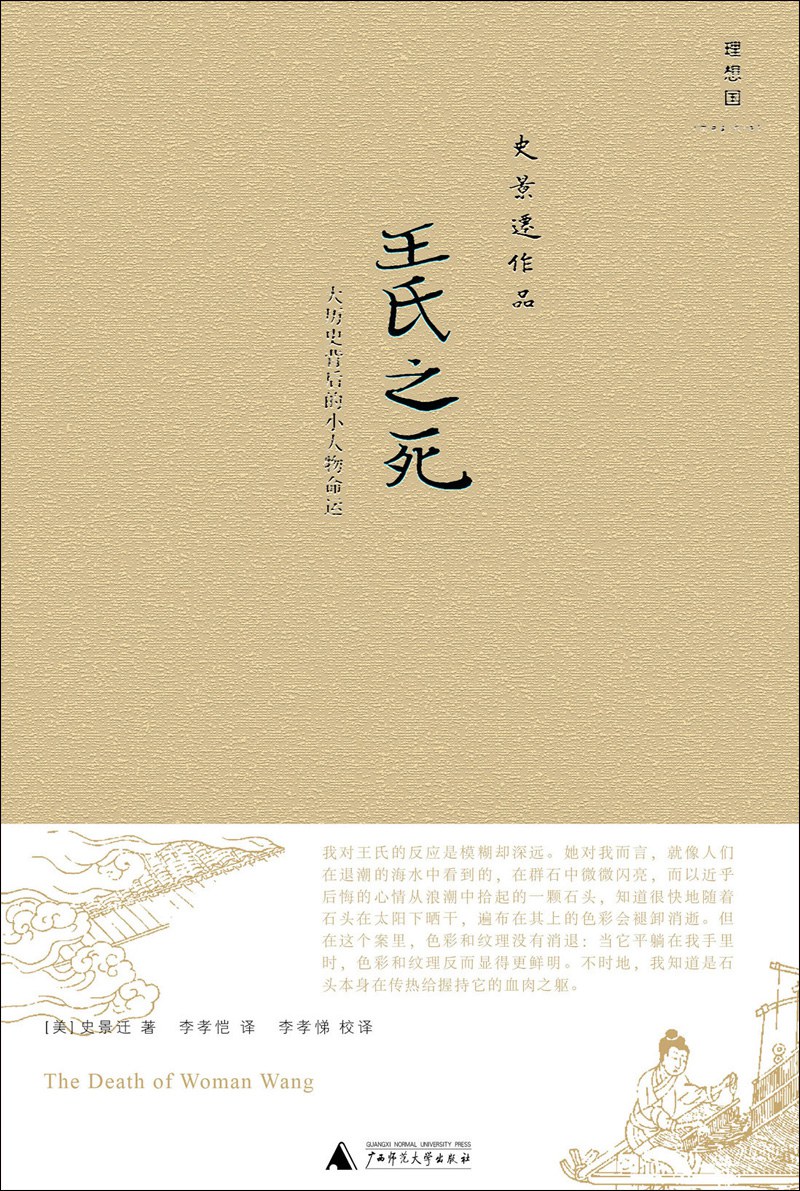 理想国
史景遷作品
王氏之死
大历史背后的小人物命运
我对王氏的反应是模糊却深远。她对我而言，就像人们
在退潮的海水中看到的，在群石中微微闪亮，而以近乎
后悔的心情从浪潮中拾起的一颗石头，知道很快地随着
石头在太阳下晒干，遍布在其上的色彩会褪卸消逝。但
在这个案里，色彩和纹理没有消退：当它平躺在我手里
时，色彩和纹理反而显得更鲜明。不时地，我知道是石
头本身在传热给握持它的血肉之躯。
[美]史景迁 著 李孝恺 译 李孝悌 校译
The Death of Woman Wang
GUANGXI NORMAL UNIVERSITY PRESS
广西师范大学出版社